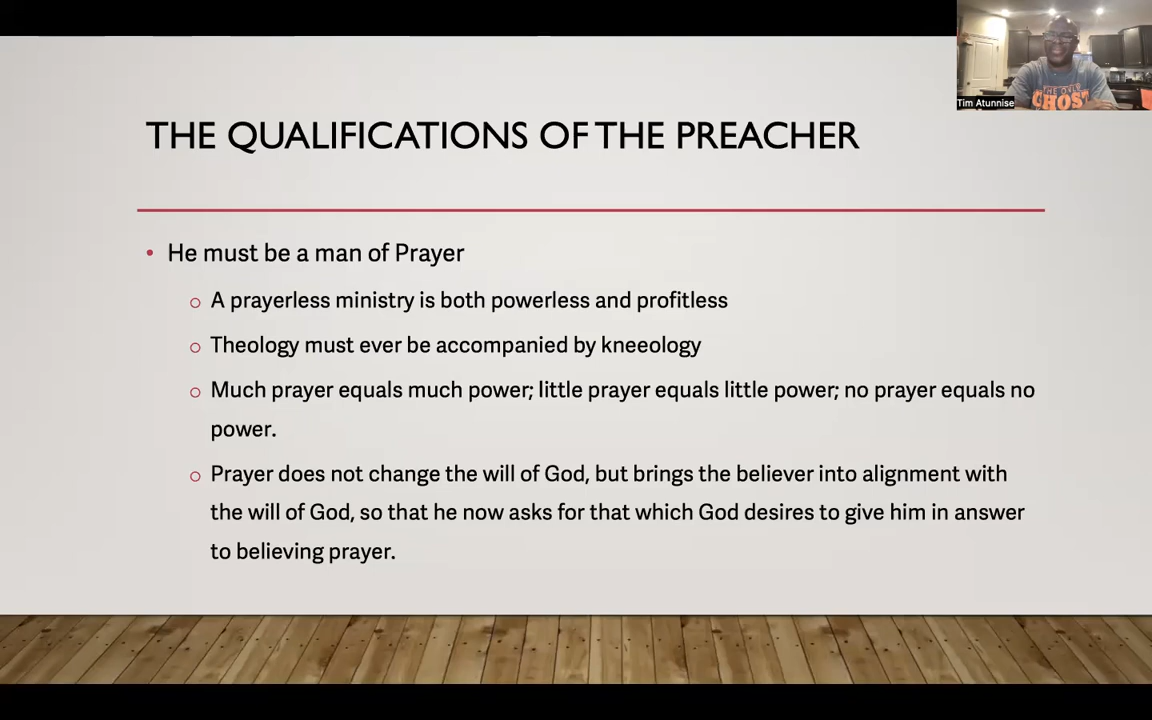 Tim Atunnise
THE QUALIFICATIONS OF THE PREACHER
• He must be a man of Prayer
o A prayerless ministry is both powerless and profitless
o Theology must ever be accompanied by kneeology
o Much prayer equals much power; little prayer equals little power; no prayer equals no
power.
o Prayer does not change the will of God, but brings the believer into alignment with
the will of God, so that he now asks for that which God desires to give him in answer
to believing prayer.